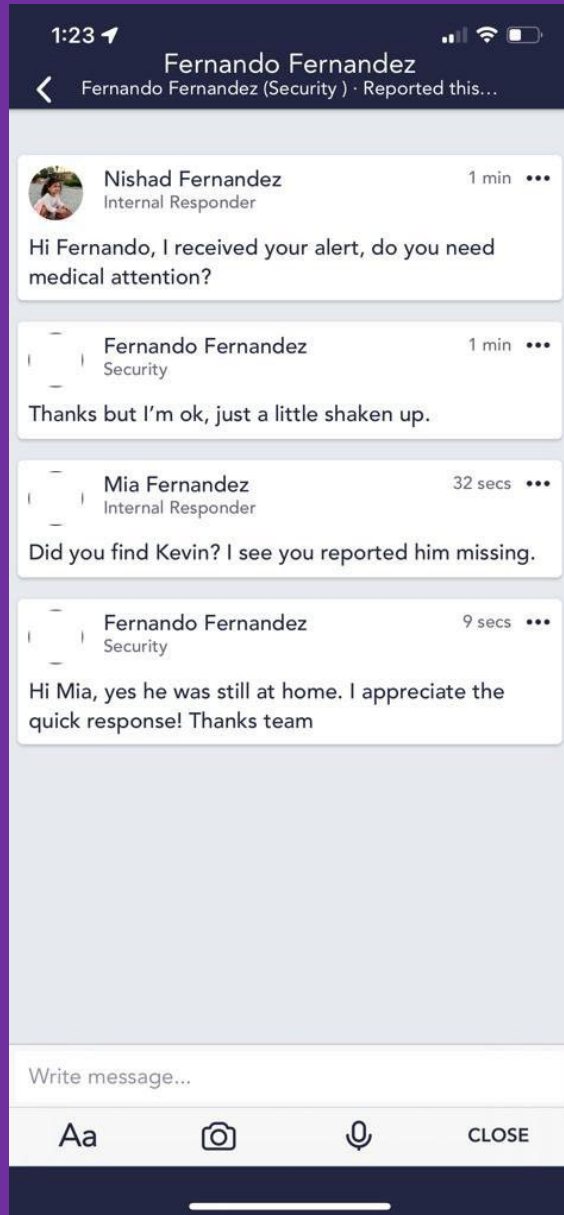 1:23
Fernando Fernandez
Fernando Fernandez (Security ) · Reported this...
Nishad Fernandez
1 min
Internal Responder
Hi Fernando, I received your alert, do you need
medical attention?
Fernando Fernandez
1 min
Security
Thanks but I’m ok, just a little shaken up.
Mia Fernandez
32 secs
Internal Responder
Did you find Kevin? I see you reported him missing.
Fernando Fernandez
9 secs
Security
Hi Mia, yes he was still at home. I appreciate the
quick response! Thanks team
Write message...
Aa
CLOSE